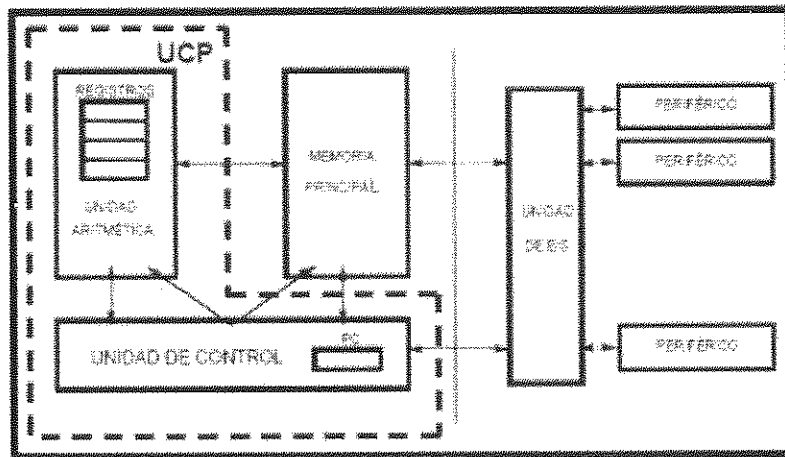 UCP
REGISTROS
UNIDAD
ARITMÉTICA
MEMORIA
PRINCIPAL
UNIDAD DE CONTROL
PC
UNIDAD
DE E/S
PERIFÉRICO
PERIFÉRICO
PERIFÉRICO